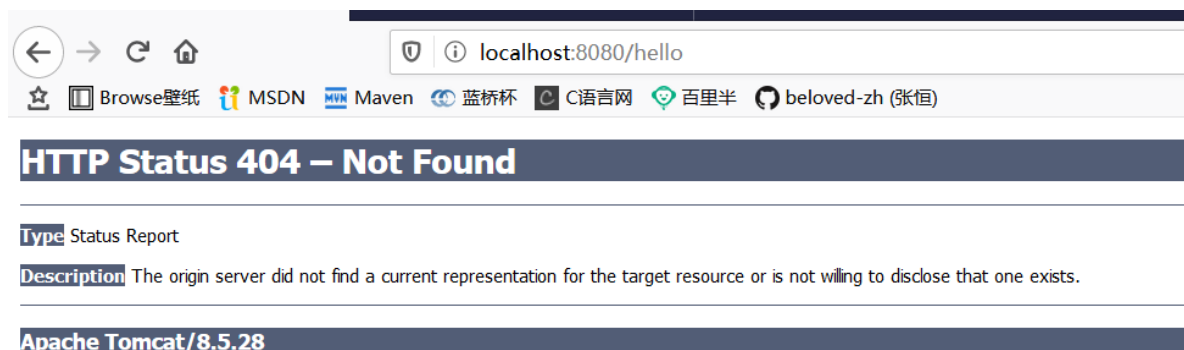 localhost:8080/hello
Browse壁纸 MSDN MVN Maven 蓝桥杯 C C语言网 百里半 beloved-zh (张恒)
HTTP Status 404 – Not Found
Type Status Report
Description The origin server did not find a current representation for the target resource or is not willing to disclose that one exists.
Apache Tomcat/8.5.28